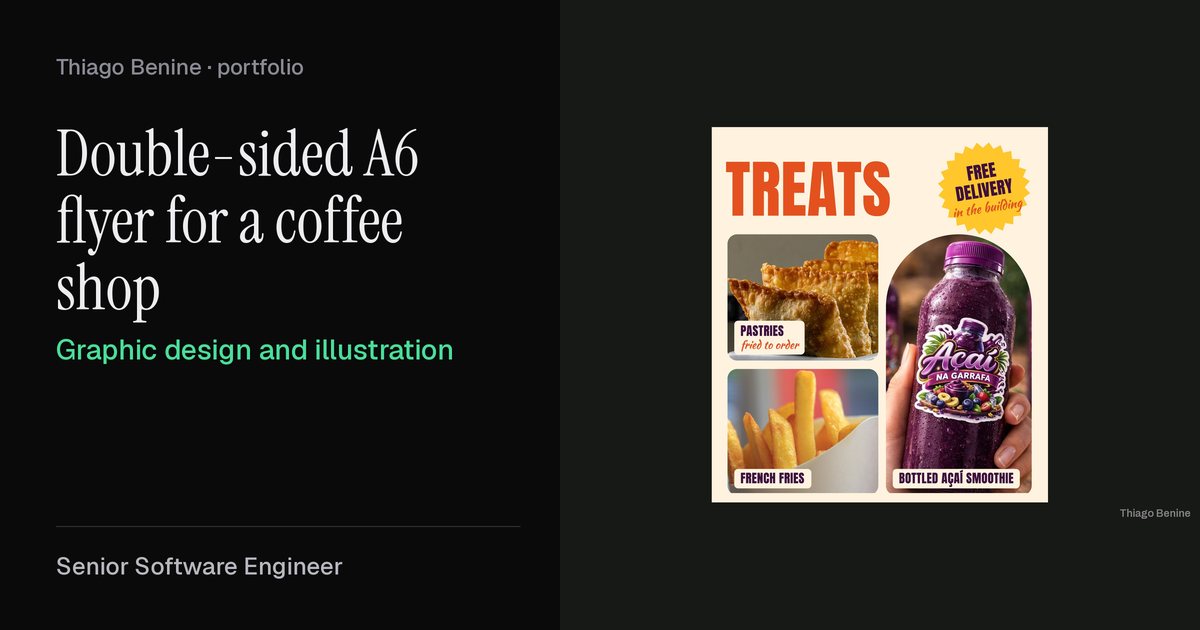 Thiago Benine · portfolio
Double-sided A6
flyer for a coffee
shop
Graphic design and illustration
Senior Software Engineer
TREATS
FREE
DELIVERY
in the building
PASTRIES
fried to order
FRENCH FRIES
Açaí
NA GARRAFA
BOTTLED AÇAÍ SMOOTHIE
Thiago Benine